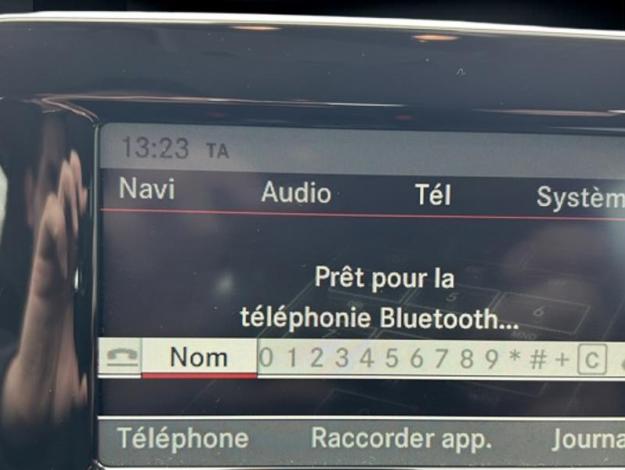 13:23 TA
Navi Audio Tél Systèm
Prêt pour la
téléphonie Bluetooth...
Nom 0 1 2 3 4 5 6 7 8 9 * # + C
Téléphone Raccorder app. Journa